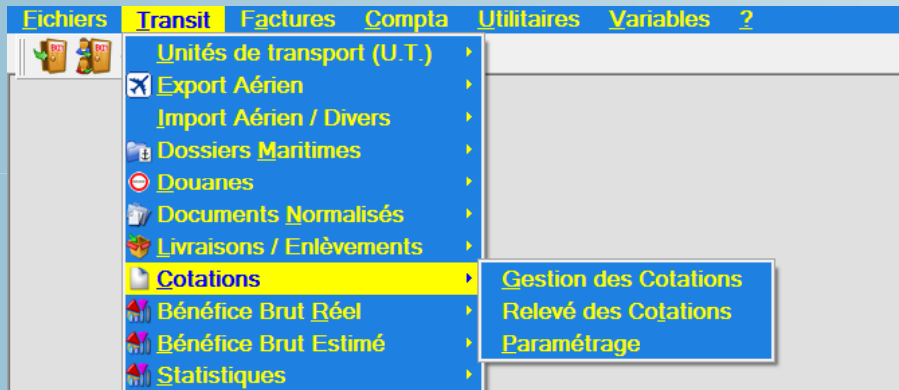 Fichiers Transit Factures Compta Utilitaires Variables ?
Unités de transport (U.T.)
Export Aérien
Import Aérien / Divers
Dossiers Maritimes
Douanes
Documents Normalisés
Livraisons / Enlèvements
Cotations
Gestion des Cotations
Bénéfice Brut Réel
Relevé des Cotations
Bénéfice Brut Estimé
Paramétrage
Statistiques